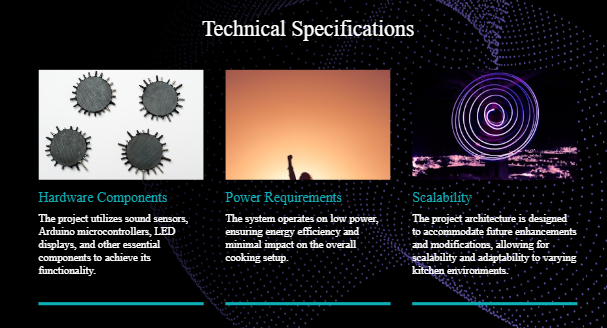 Technical Specifications
Hardware Components
The project utilizes sound sensors,
Arduino microcontrollers, LED
displays, and other essential
components to achieve its
functionality.
Power Requirements
The system operates on low power,
ensuring energy efficiency and
minimal impact on the overall
cooking setup.
Scalability
The project architecture is designed
to accommodate future enhancements
and modifications, allowing for
scalability and adaptability to varying
kitchen environments.